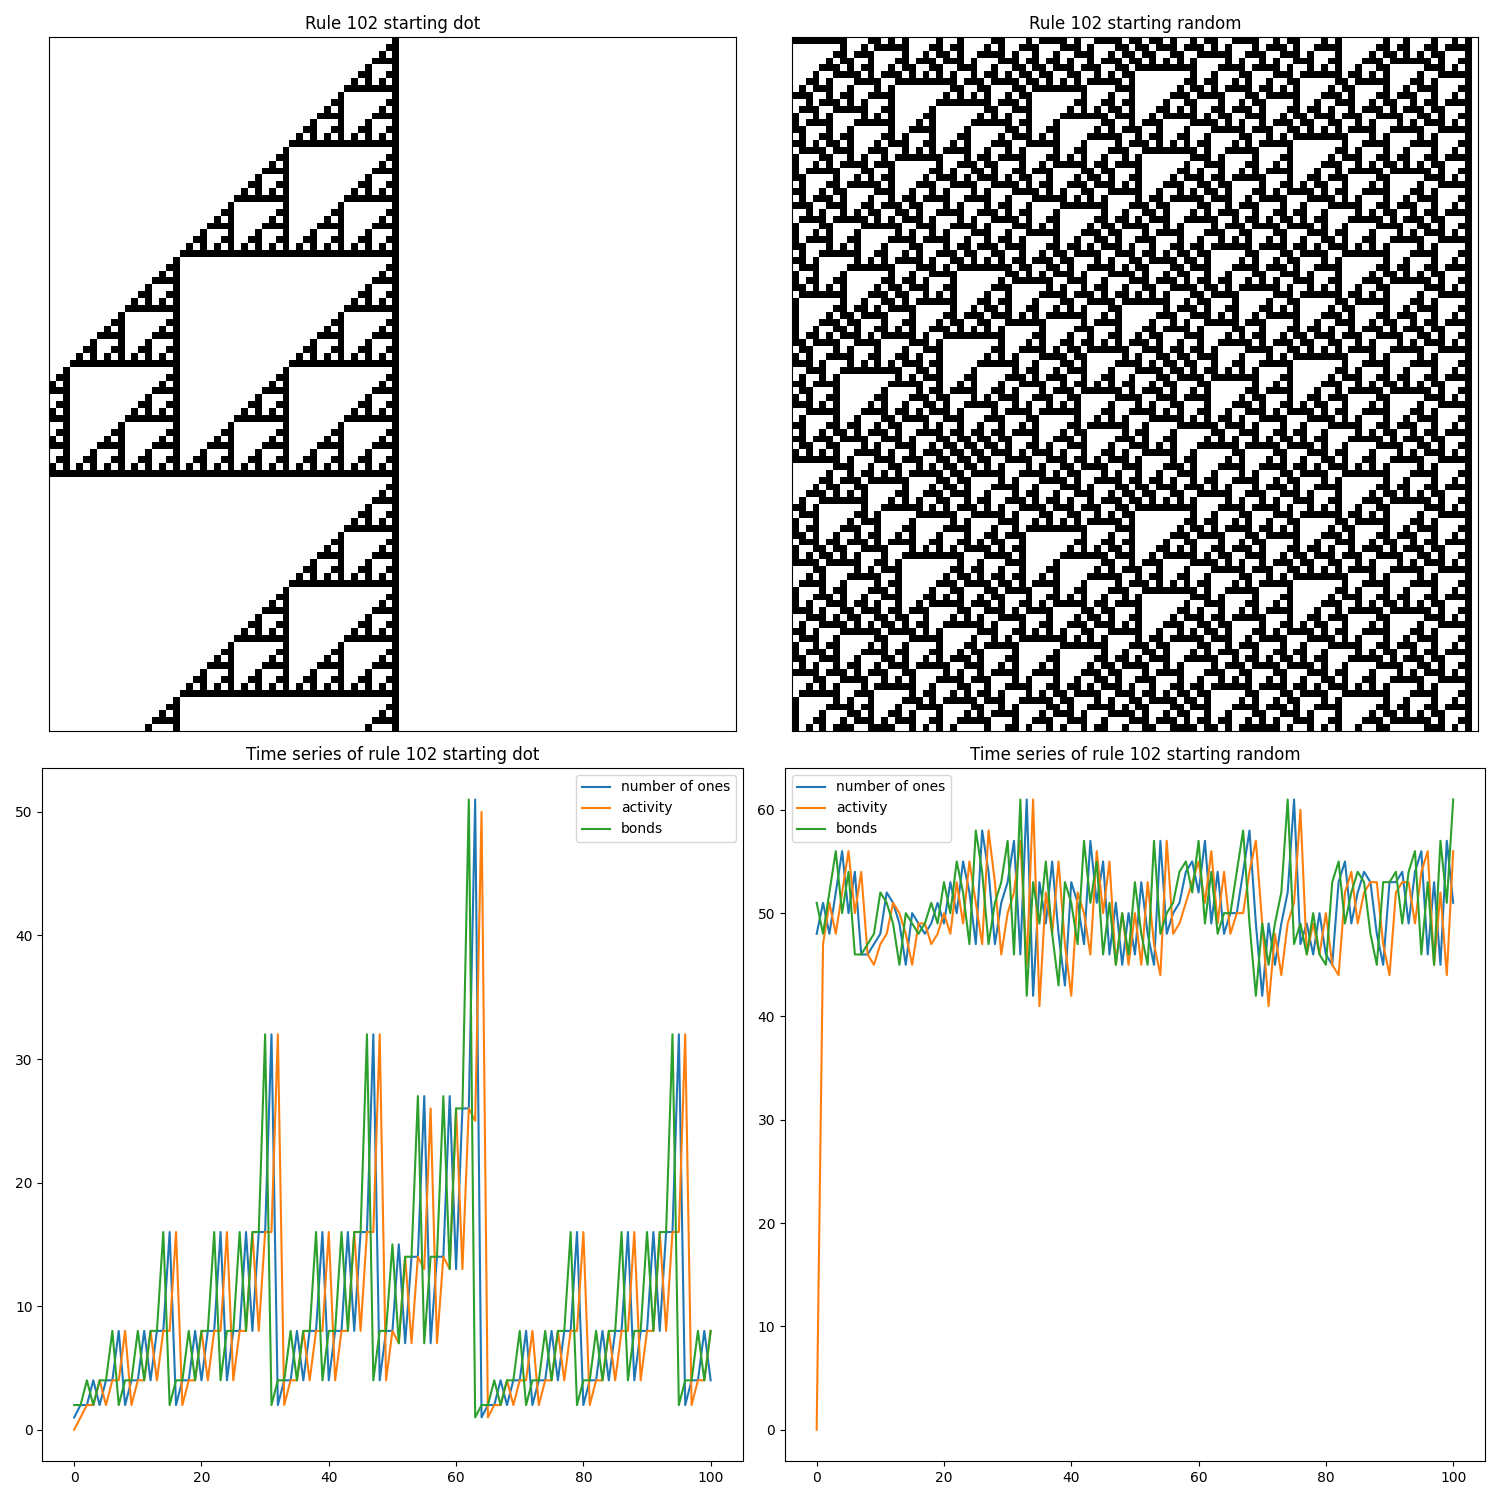 Rule 102 starting dot
Rule 102 starting random
Time series of rule 102 starting dot
50
40
30
20
10
0
0 20 40 60 80 100
number of ones
activity
bonds
Time series of rule 102 starting random
60
50
40
30
20
10
0
0 20 40 60 80 100
number of ones
activity
bonds